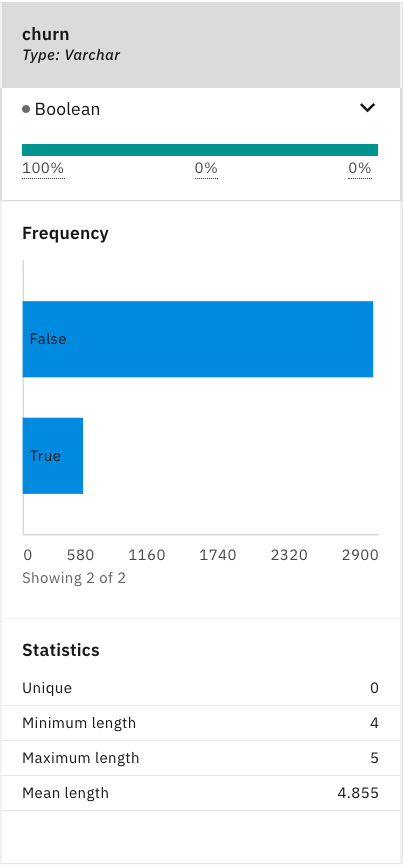 churn
Type: Varchar
Boolean
100% 0% 0%
Frequency
False
True
0 580 1160 1740 2320 2900
Showing 2 of 2
Statistics
Unique 0
Minimum length 4
Maximum length 5
Mean length 4.855